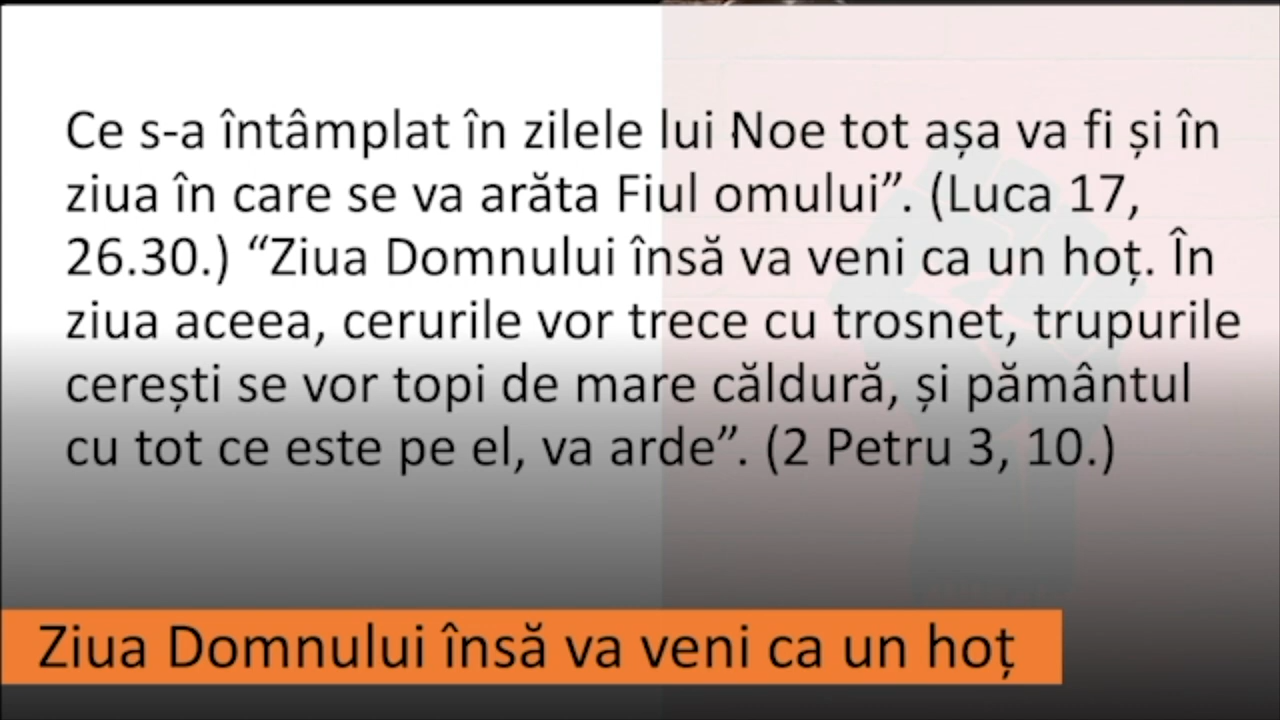 Ce s-a întâmplat în zilele lui Noe tot așa va fi și în
ziua în care se va arăta Fiul omului”. (Luca 17,
26.30.) “Ziua Domnului însă va veni ca un hoț. În
ziua aceea, cerurile vor trece cu trosnet, trupurile
cerești se vor topi de mare căldură, și pământul
cu tot ce este pe el, va arde”. (2 Petru 3, 10.)
Ziua Domnului însă va veni ca un hoț